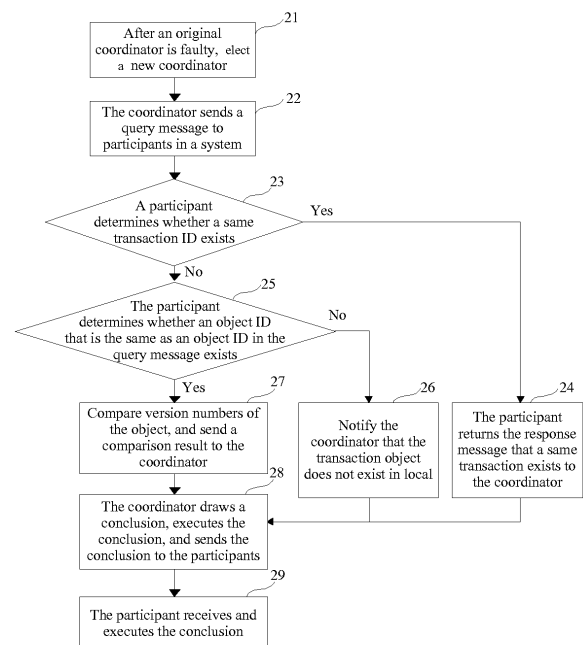 21
After an original
coordinator is faulty, elect
a new coordinator
22
The coordinator sends a
query message to
participants in a system
23
A participant
determines whether a same
transaction ID exists
Yes
No
25
The participant
determines whether an object ID
that is the same as an object ID in the
query message exists
No
Yes
27
Compare version numbers of
the object, and send a
comparison result to the
coordinator
26
Notify the
coordinator that the
transaction object
does not exist in local
24
The participant
returns the response
message that a same
transaction exists to
the coordinator
28
The coordinator draws a
conclusion, executes the
conclusion, and sends the
conclusion to the participants
29
The participant receives and
executes the conclusion